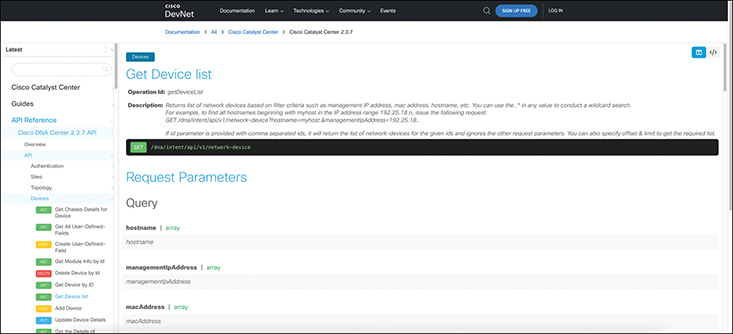 CISCO
DevNet
Documentation Learn Technologies Community Events
SIGN UP FREE LOG IN
Documentation > All > Cisco Catalyst Center > Cisco Catalyst Center 2.3.7
Latest
Cisco Catalyst Center
Guides
API Reference
Cisco DNA Center 2.3.7 API
Overview
API
Authentication
Sites
Topology
Devices
GET Get Chassis Details for
Device
GET Get All User-Defined-
Fields
POST Create User-Defined-
Field
GET Get Module Info by Id
DELETE Delete Device by Id
GET Get Device by ID
GET Get Device list
POST Add Device
PUT Update Device Details
GET Get the Details of
Devices
Get Device list
Operation Id: getDeviceList
Description: Returns list of network devices based on filter criteria such as management IP address, mac address, hostname, etc. You can use the .* in any value to conduct a wildcard search.
For example, to find all hostnames beginning with myhost in the IP address range 192.25.18.n, issue the following request:
GET /dna/intent/api/v1/network-device?hostname=myhost.&managementIpAddress=192.25.18..
If id parameter is provided with comma separated ids, it will return the list of network-devices for the given ids and ignores the other request parameters. You can also specify offset & limit to get the required list.
GET /dna/intent/api/v1/network-device
Request Parameters
Query
hostname | array
hostname
managementIpAddress | array
managementIpAddress
macAddress | array
macAddress